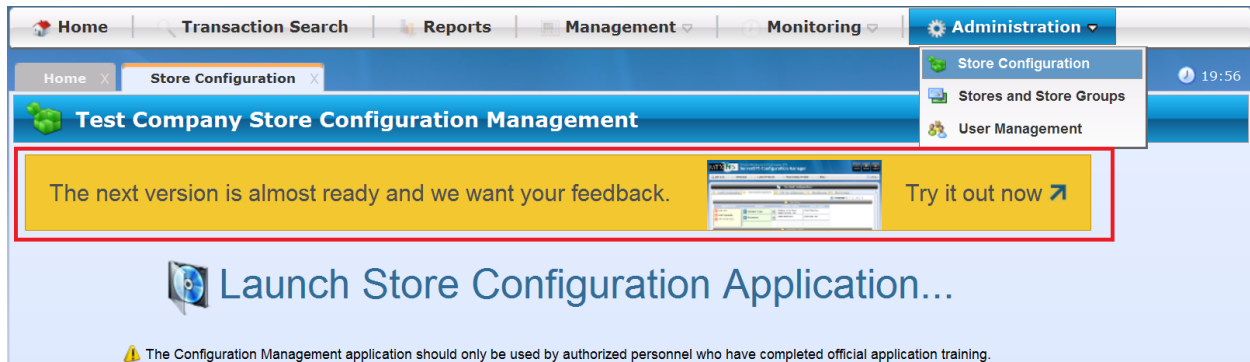 Home Transaction Search Reports Management Monitoring Administration
Store Configuration
Stores and Store Groups
User Management
Home X Store Configuration X 19:56
Test Company Store Configuration Management
The next version is almost ready and we want your feedback. Try it out now
Launch Store Configuration Application...
The Configuration Management application should only be used by authorized personnel who have completed official application training.